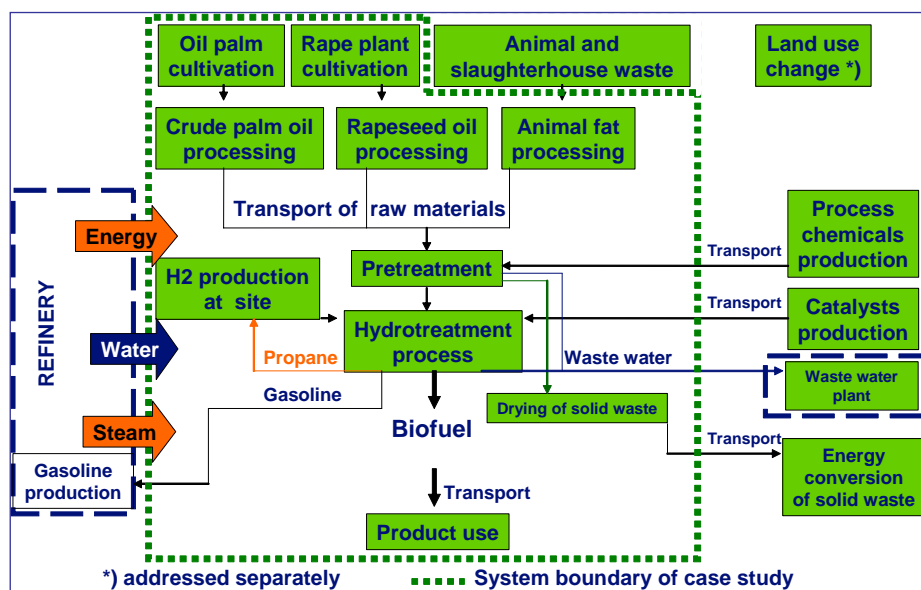 Oil palm
cultivation
Rape plant
cultivation
Animal and
slaughterhouse waste
Land use
change *)
Crude palm oil
processing
Rapeseed oil
processing
Animal fat
processing
Transport of raw materials
REFINERY
Energy
Water
Steam
Gasoline
production
H2 production
at site
Pretreatment
Transport
Process
chemicals
production
Hydrotreatment
process
Transport
Catalysts
production
Propane
Gasoline
Waste water
Waste water
plant
Biofuel
Drying of solid waste
Transport
Energy
conversion
of solid waste
Transport
Product use
*) addressed separately
System boundary of case study